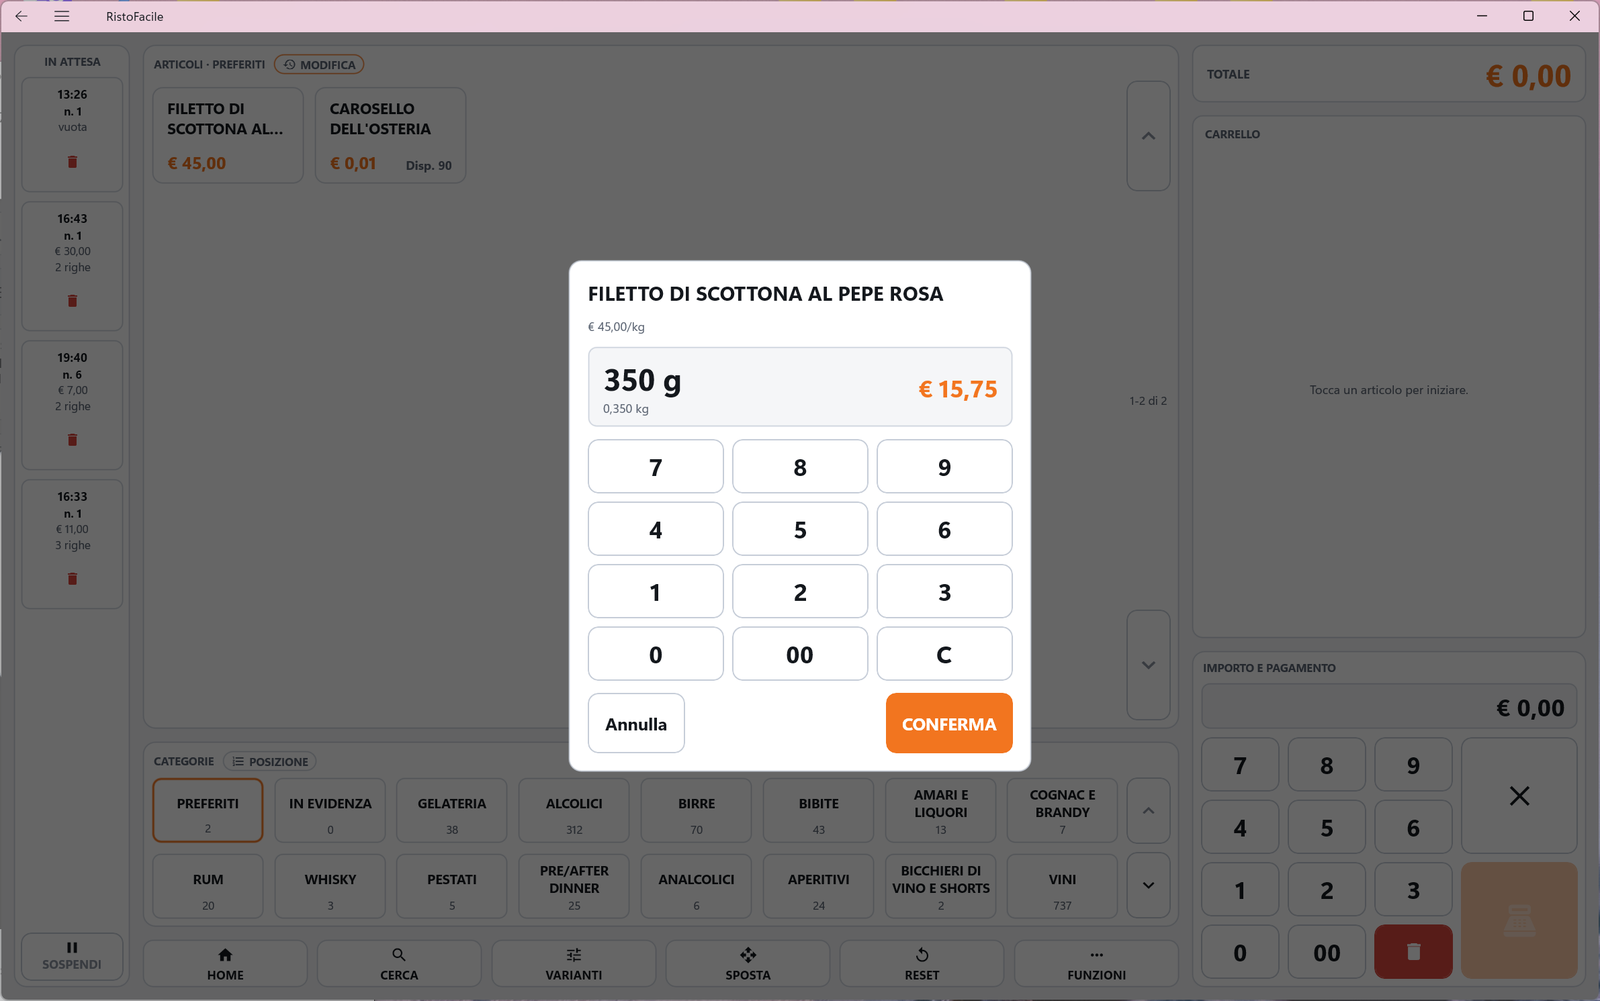 RistoFacile
IN ATTESA
13:26
n. 1
vuota
16:43
n. 1
€ 30,00
2 righe
19:40
n. 6
€ 7,00
2 righe
16:33
n. 1
€ 11,00
3 righe
SOSPENDI
ARTICOLI · PREFERITI
MODIFICA
FILETTO DI
SCOTTONA AL...
€ 45,00
CAROSELLO
DELL'OSTERIA
€ 0,01
Disp. 90
1-2 di 2
FILETTO DI SCOTTONA AL PEPE ROSA
€ 45,00/kg
350 g
0,350 kg
€ 15,75
7 8 9
4 5 6
1 2 3
0 00 C
Annulla
CONFERMA
CATEGORIE
POSIZIONE
PREFERITI
2
IN EVIDENZA
0
GELATERIA
38
ALCOLICI
312
BIRRE
70
BIBITE
43
AMARI E
LIQUORI
13
COGNAC E
BRANDY
7
RUM
20
WHISKY
3
PESTATI
5
PRE/AFTER
DINNER
25
ANALCOLICI
6
APERITIVI
24
BICCHIERI DI
VINO E SHORTS
2
VINI
737
HOME
CERCA
VARIANTI
SPOSTA
RESET
FUNZIONI
TOTALE
€ 0,00
CARRELLO
Tocca un articolo per iniziare.
IMPORTO E PAGAMENTO
€ 0,00
7 8 9
4 5 6
1 2 3
0 00